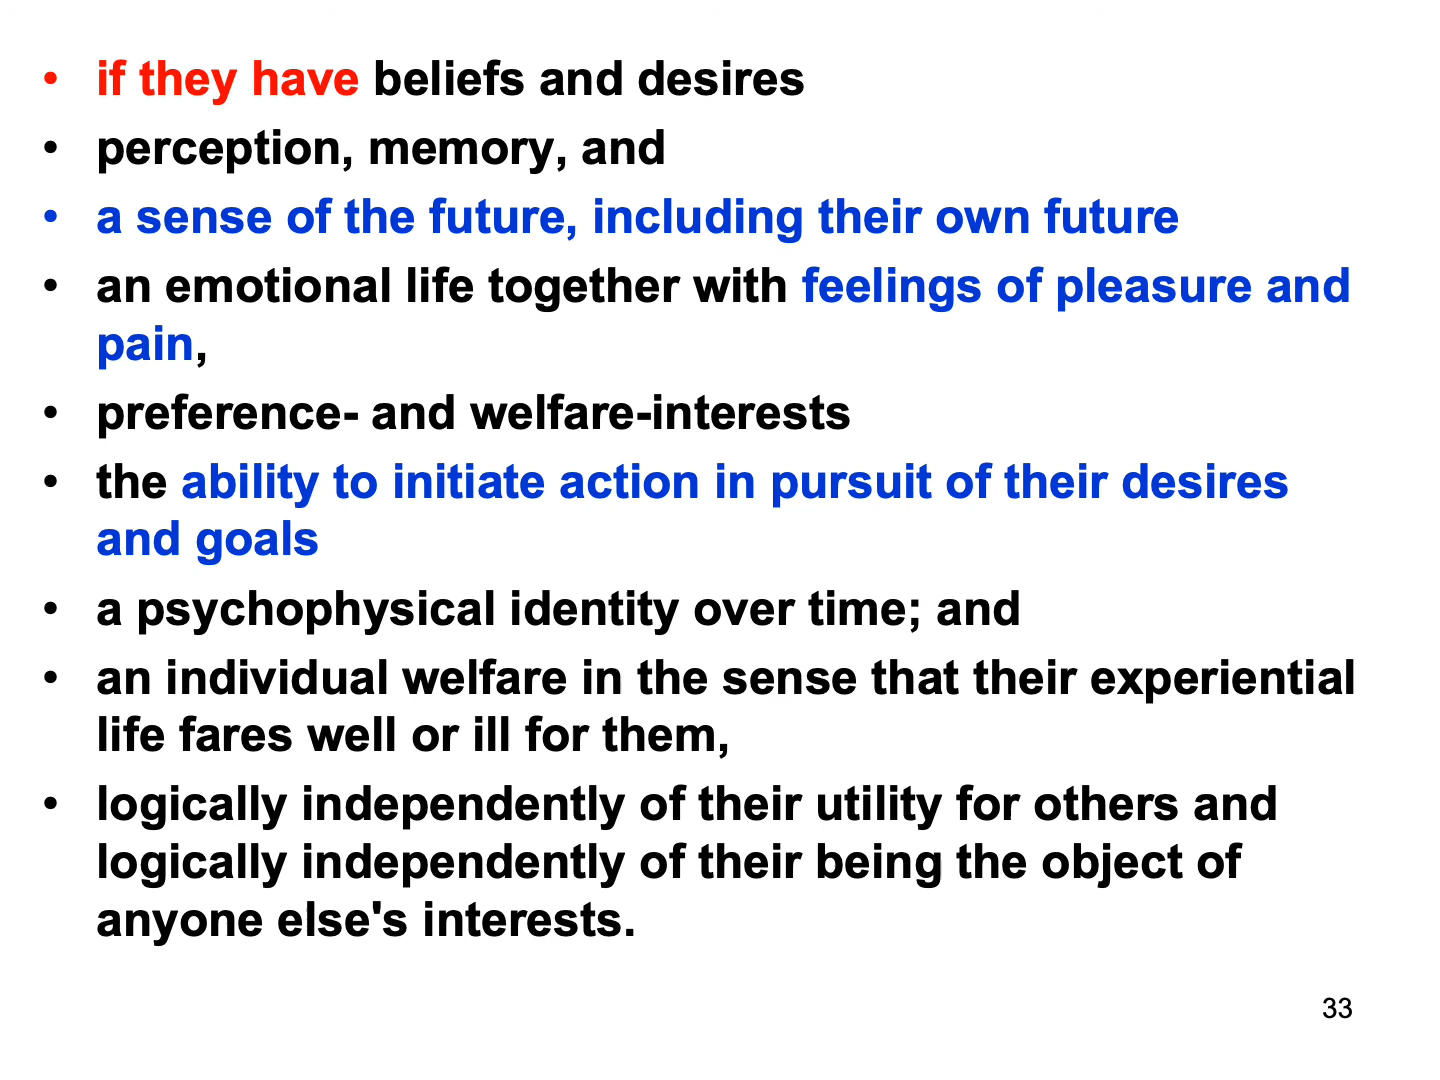 • if they have beliefs and desires
• perception, memory, and
• a sense of the future, including their own future
• an emotional life together with feelings of pleasure and
pain,
• preference- and welfare-interests
• the ability to initiate action in pursuit of their desires
and goals
• a psychophysical identity over time; and
• an individual welfare in the sense that their experiential
life fares well or ill for them,
• logically independently of their utility for others and
logically independently of their being the object of
anyone else's interests.
33